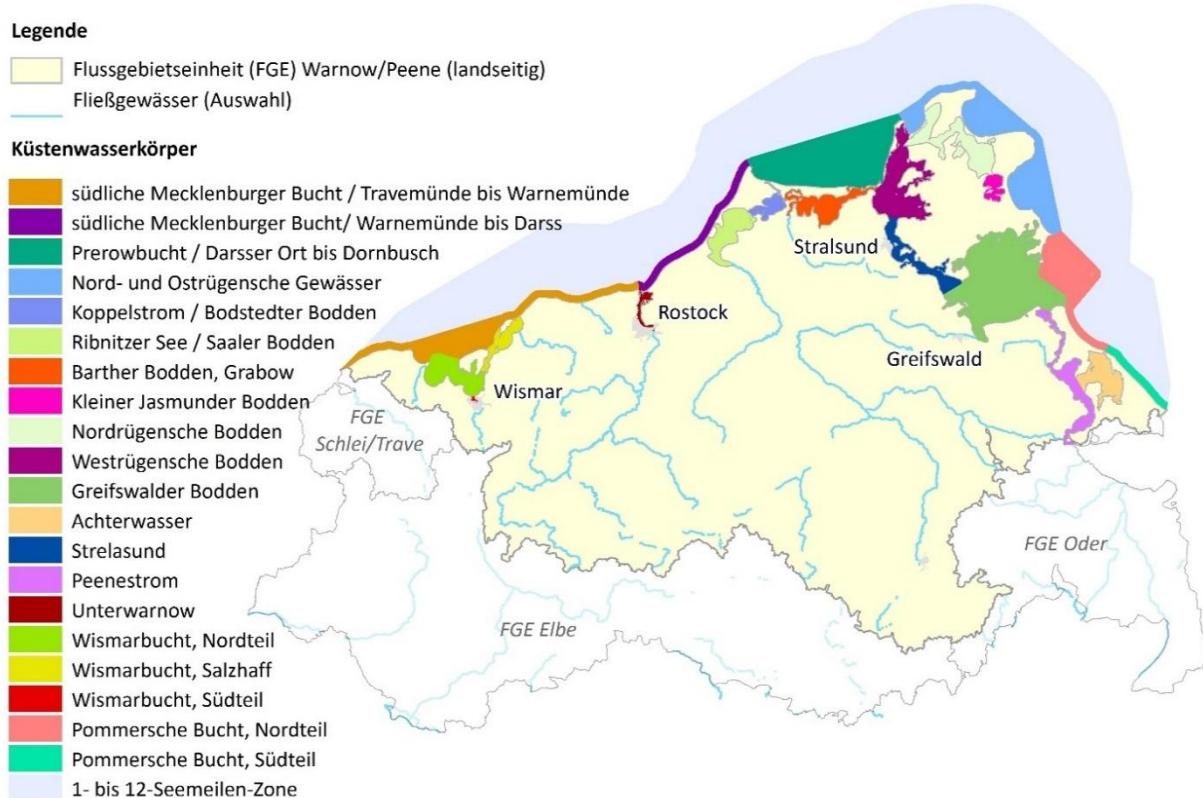 Legende
Flussgebietseinheit (FGE) Warnow/Peene (landseitig)
Fließgewässer (Auswahl)
Küstenwasserkörper
südliche Mecklenburger Bucht / Travemünde bis Warnemünde
südliche Mecklenburger Bucht/ Warnemünde bis Darss
Prerowbucht / Darsser Ort bis Dornbusch
Nord- und Ostrügensche Gewässer
Koppelstrom / Bodstedter Bodden
Ribnitzer See / Saaler Bodden
Barther Bodden, Grabow
Kleiner Jasmunder Bodden
Nordrügensche Bodden
Westrügensche Bodden
Greifswalder Bodden
Achterwasser
Strelasund
Peenestrom
Unterwarnow
Wismarbucht, Nordteil
Wismarbucht, Salzhaff
Wismarbucht, Südteil
Pommersche Bucht, Nordteil
Pommersche Bucht, Südteil
1- bis 12-Seemeilen-Zone
Stralsund
Rostock
Greifswald
Wismar
FGE
Schlei/Trave
FGE Oder
FGE Elbe